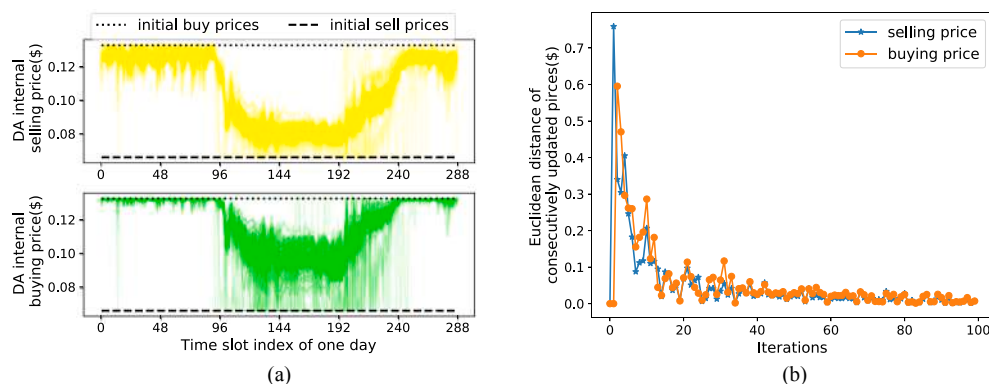 (a)
initial buy prices
initial sell prices
DA internal
selling price($)
0.12
0.10
0.08
0 48 96 144 192 240 288
DA internal
buying price($)
0.12
0.10
0.08
0 48 96 144 192 240 288
Time slot index of one day
(a)
Euclidean distance of
consecutively updated pirces($)
0.7
0.6
0.5
0.4
0.3
0.2
0.1
0.0
selling price
buying price
0 20 40 60 80 100
Iterations
(b)